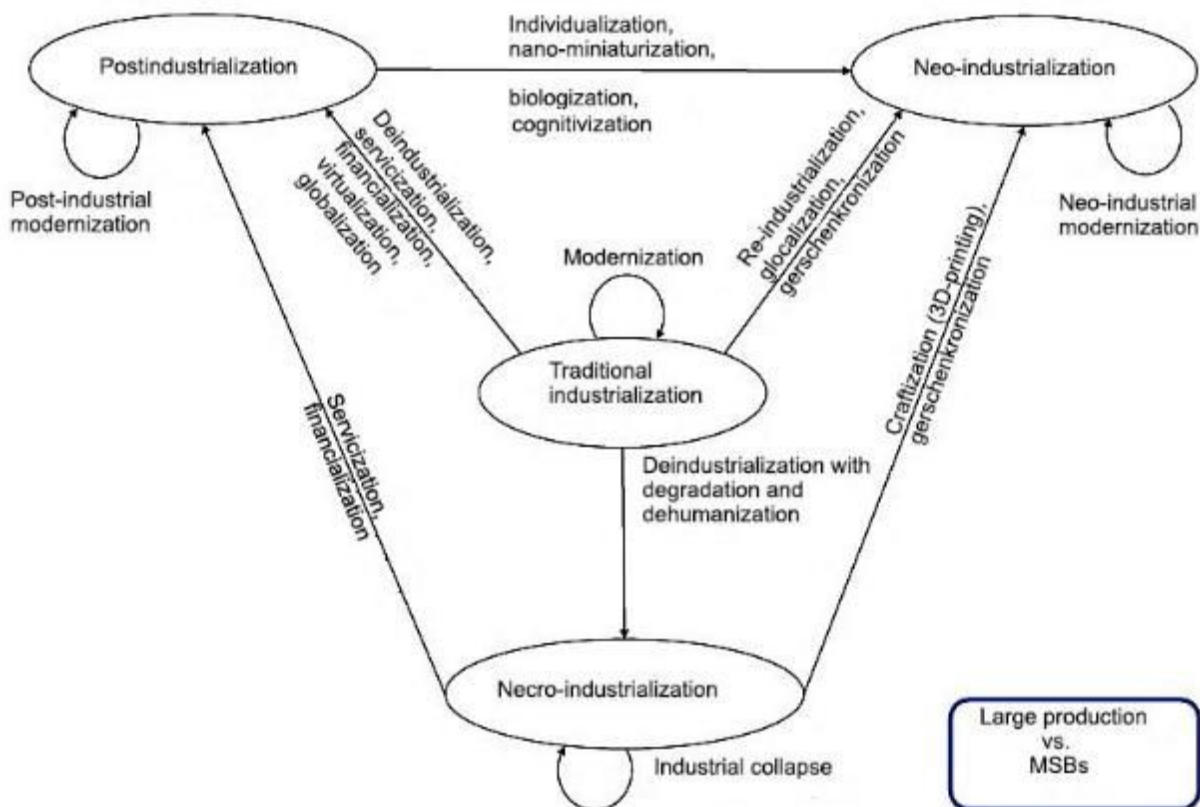 Individualization,
nano-miniaturization,
Postindustrialization
Neo-industrialization
biologization,
cognitivization
Deindustrialization,
servicization,
financialization,
virtualization,
globalization
Re-industrialization,
glocalization,
gerschenkronization
Post-industrial
modernization
Neo-industrial
modernization
Modernization
Traditional
industrialization
Craftization (3D-printing),
gerschenkronization
Servicization,
financialization
Deindustrialization with
degradation and
dehumanization
Necro-industrialization
Industrial collapse
Large production
vs.
MSBs